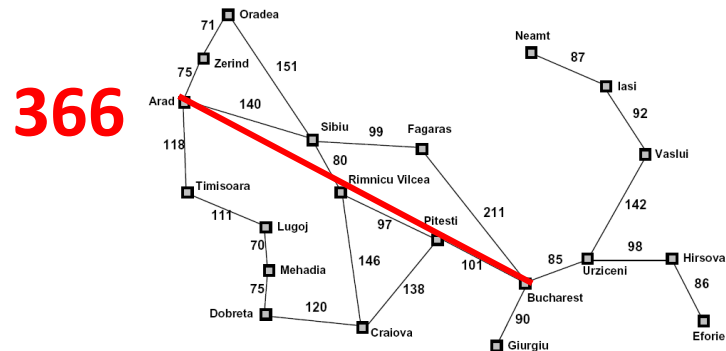 71
Oradea
Neamt
87
Zerind
151
75
Iasi
366
Arad
140
92
118
Sibiu
99
Fagaras
80
Vaslui
Rimnicu Vilcea
Timisoara
142
111
Lugoj
97
Pitesti
211
70
98
Hirsova
Mehadia
146
101
85
Urziceni
75
138
86
120
Bucharest
Dobreta
90
Craiova
Eforie
Giurgiu